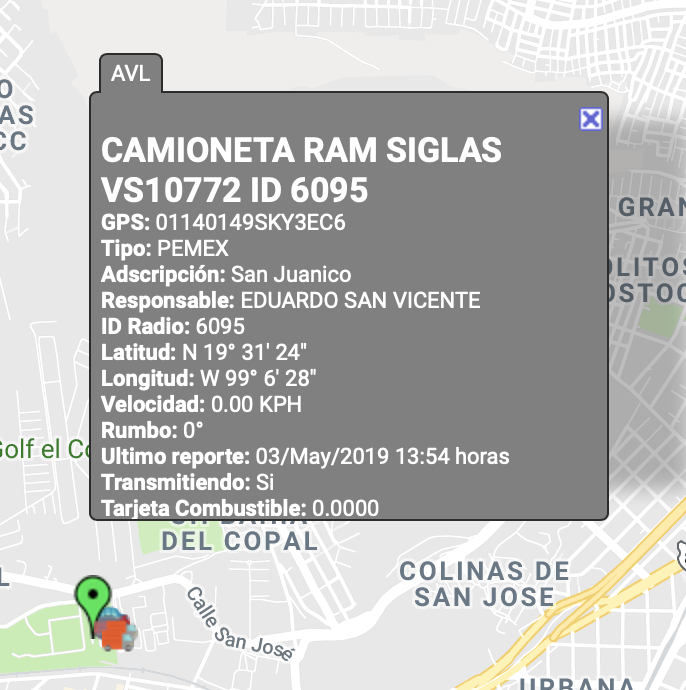 AVL
CAMIONETA RAM SIGLAS
VS10772 ID 6095
GPS: 01140149SKY3EC6
Tipo: PEMEX
Adscripción: San Juanico
Responsable: EDUARDO SAN VICENTE
ID Radio: 6095
Latitud: N 19° 31' 24"
Longitud: W 99° 6' 28"
Velocidad: 0.00 KPH
Rumbo: 0°
Ultimo reporte: 03/May/2019 13:54 horas
Transmitiendo: Si
Tarjeta Combustible: 0.0000
O
AS
CC
GRAN
OLITOS
OSTOC
Golf el Co
DEL COPAL
L
COLINAS DE
SAN JOSE
Calle San José
URBANA